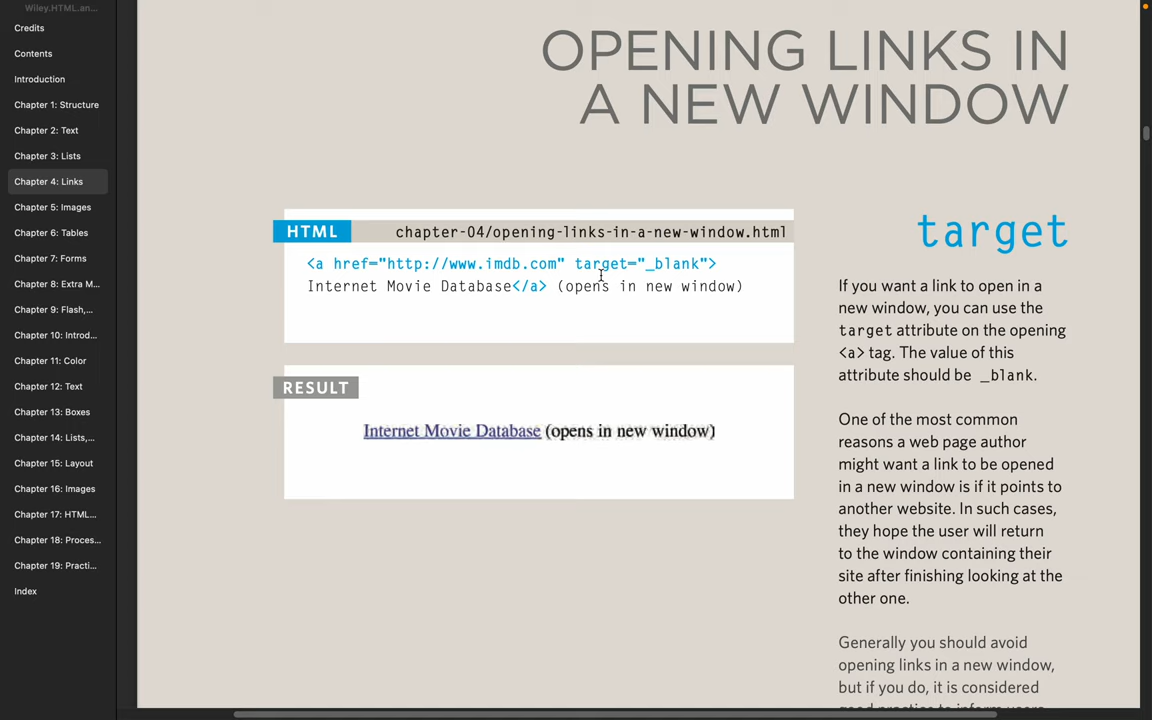 Wiley.HTML.an...
Credits
Contents
Introduction
Chapter 1: Structure
Chapter 2: Text
Chapter 3: Lists
Chapter 4: Links
Chapter 5: Images
Chapter 6: Tables
Chapter 7: Forms
Chapter 8: Extra M...
Chapter 9: Flash,...
Chapter 10: Introd...
Chapter 11: Color
Chapter 12: Text
Chapter 13: Boxes
Chapter 14: Lists,...
Chapter 15: Layout
Chapter 16: Images
Chapter 17: HTML...
Chapter 18: Proces...
Chapter 19: Practi...
Index
OPENING LINKS IN
A NEW WINDOW
HTML chapter-04/opening-links-in-a-new-window.html
<a href="http://www.imdb.com" target="_blank">
Internet Movie Database</a> (opens in new window)
RESULT
Internet Movie Database (opens in new window)
target
If you want a link to open in a
new window, you can use the
target attribute on the opening
<a> tag. The value of this
attribute should be _blank.
One of the most common
reasons a web page author
might want a link to be opened
in a new window is if it points to
another website. In such cases,
they hope the user will return
to the window containing their
site after finishing looking at the
other one.
Generally you should avoid
opening links in a new window,
but if you do, it is considered
good practice to inform users